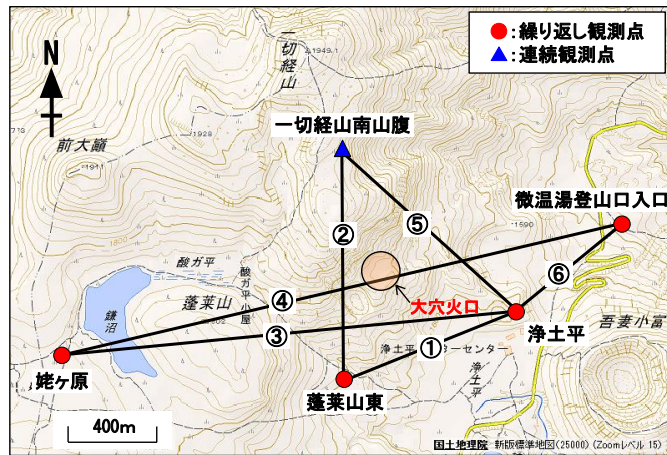 ●:繰り返し観測点
▲:連続観測点
N
一切経山
1949.1
一切経山南山腹
前大巓
1928
1911
微温湯登山口入口
⑤
②
1590
1800
⑥
酸ガ平
酸ガ平小屋
④
大穴火口
蓬莱山
鎌沼
③
浄土平
吾妻小富
①
姥ヶ原
浄土平
蓬莱山東
400m
国土地理院 新版標準地図(25000) (Zoomレベル 15)